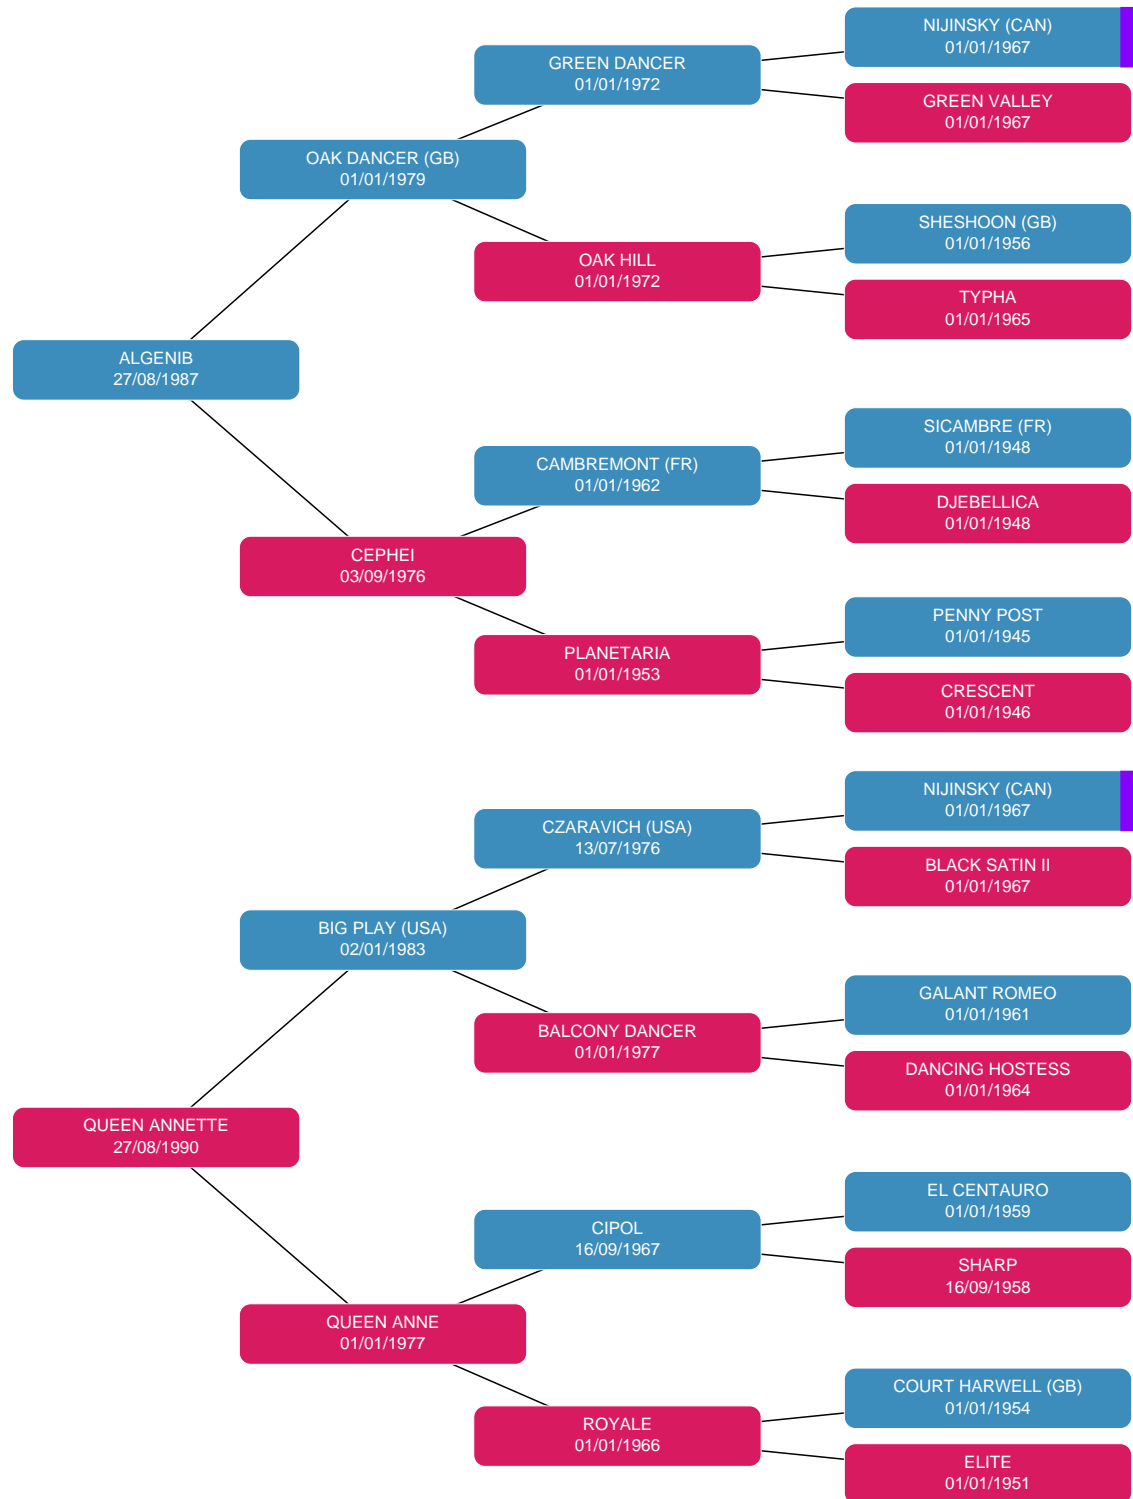 NIJINSKY (CAN)
01/01/1967
GREEN DANCER
01/01/1972
GREEN VALLEY
01/01/1967
OAK DANCER (GB)
01/01/1979
SHESHOON (GB)
01/01/1956
OAK HILL
01/01/1972
TYPHA
01/01/1965
ALGENIB
27/08/1987
SICAMBRE (FR)
01/01/1948
CAMBREMONT (FR)
01/01/1962
DJEBELLICA
01/01/1948
CEPHEI
03/09/1976
PENNY POST
01/01/1945
PLANETARIA
01/01/1953
CRESCENT
01/01/1946
NIJINSKY (CAN)
01/01/1967
CZARAVICH (USA)
13/07/1976
BLACK SATIN II
01/01/1967
BIG PLAY (USA)
02/01/1983
GALANT ROMEO
01/01/1961
BALCONY DANCER
01/01/1977
DANCING HOSTESS
01/01/1964
QUEEN ANNETTE
27/08/1990
EL CENTAURO
01/01/1959
CIPOL
16/09/1967
SHARP
16/09/1958
QUEEN ANNE
01/01/1977
COURT HARWELL (GB)
01/01/1954
ROYALE
01/01/1966
ELITE
01/01/1951